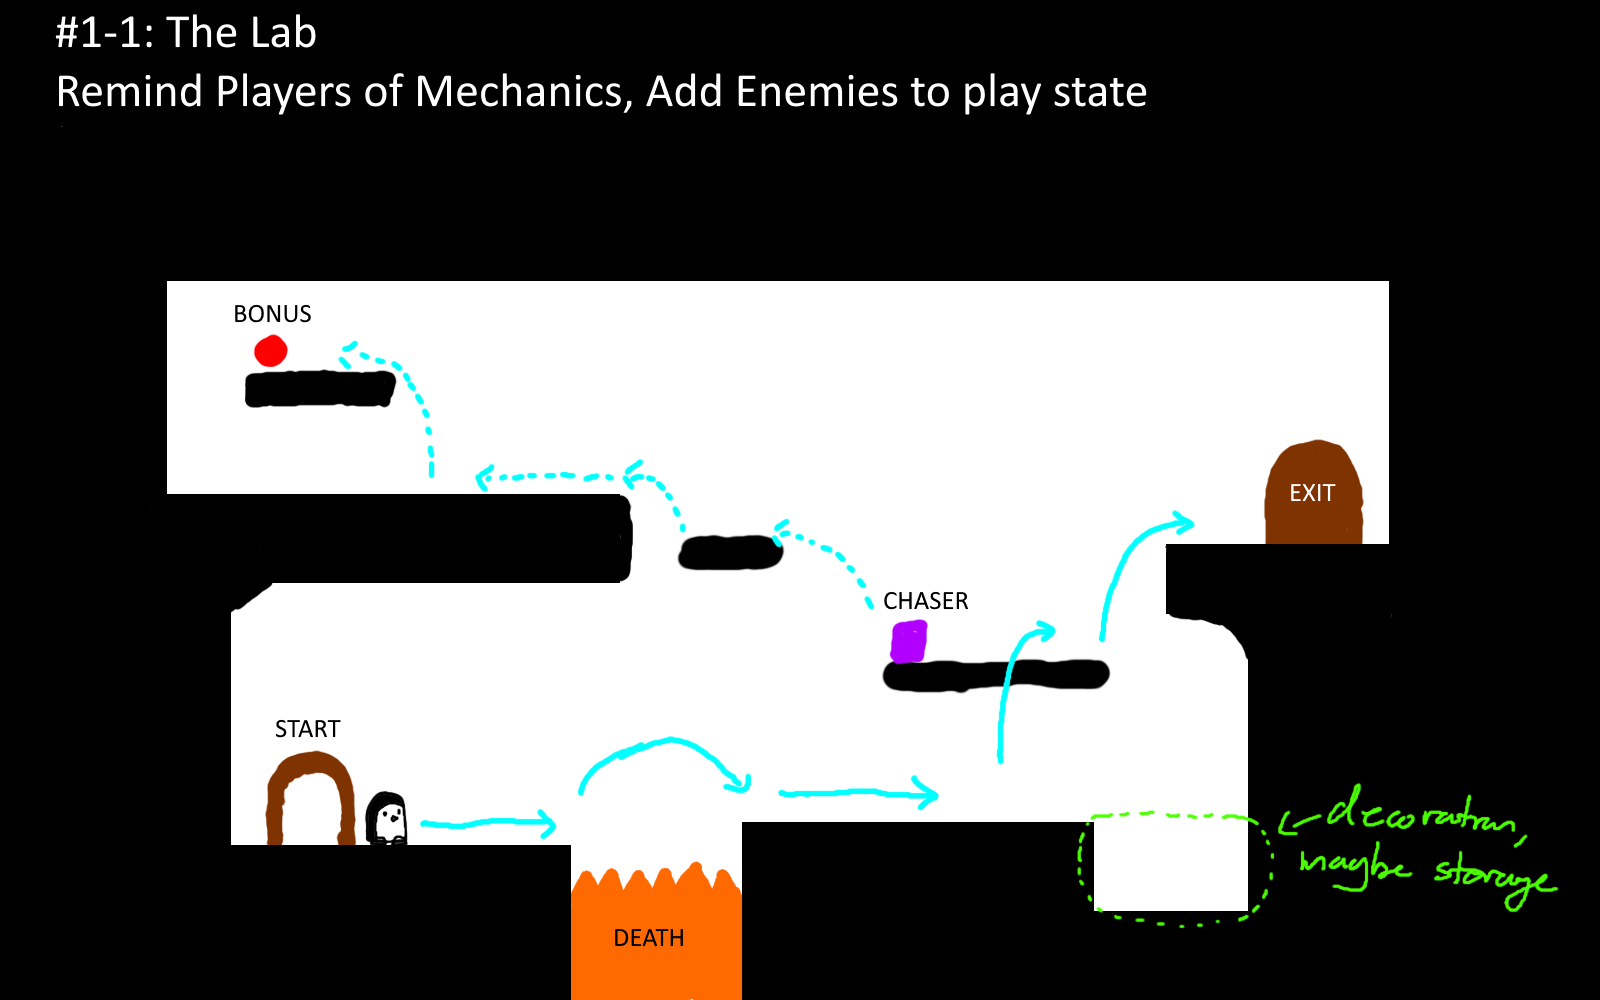 #1-1: The Lab
Remind Players of Mechanics, Add Enemies to play state
BONUS
EXIT
CHASER
START
decoration,
maybe storage
DEATH